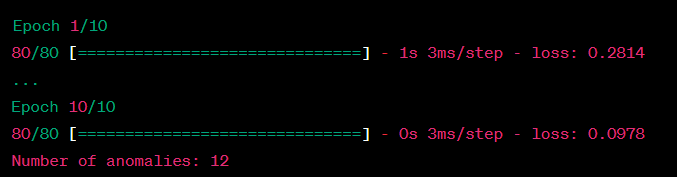 Epoch 1/10
80/80 [==============================] - 1s 3ms/step - loss: 0.2814
...
Epoch 10/10
80/80 [==============================] - 0s 3ms/step - loss: 0.0978
Number of anomalies: 12